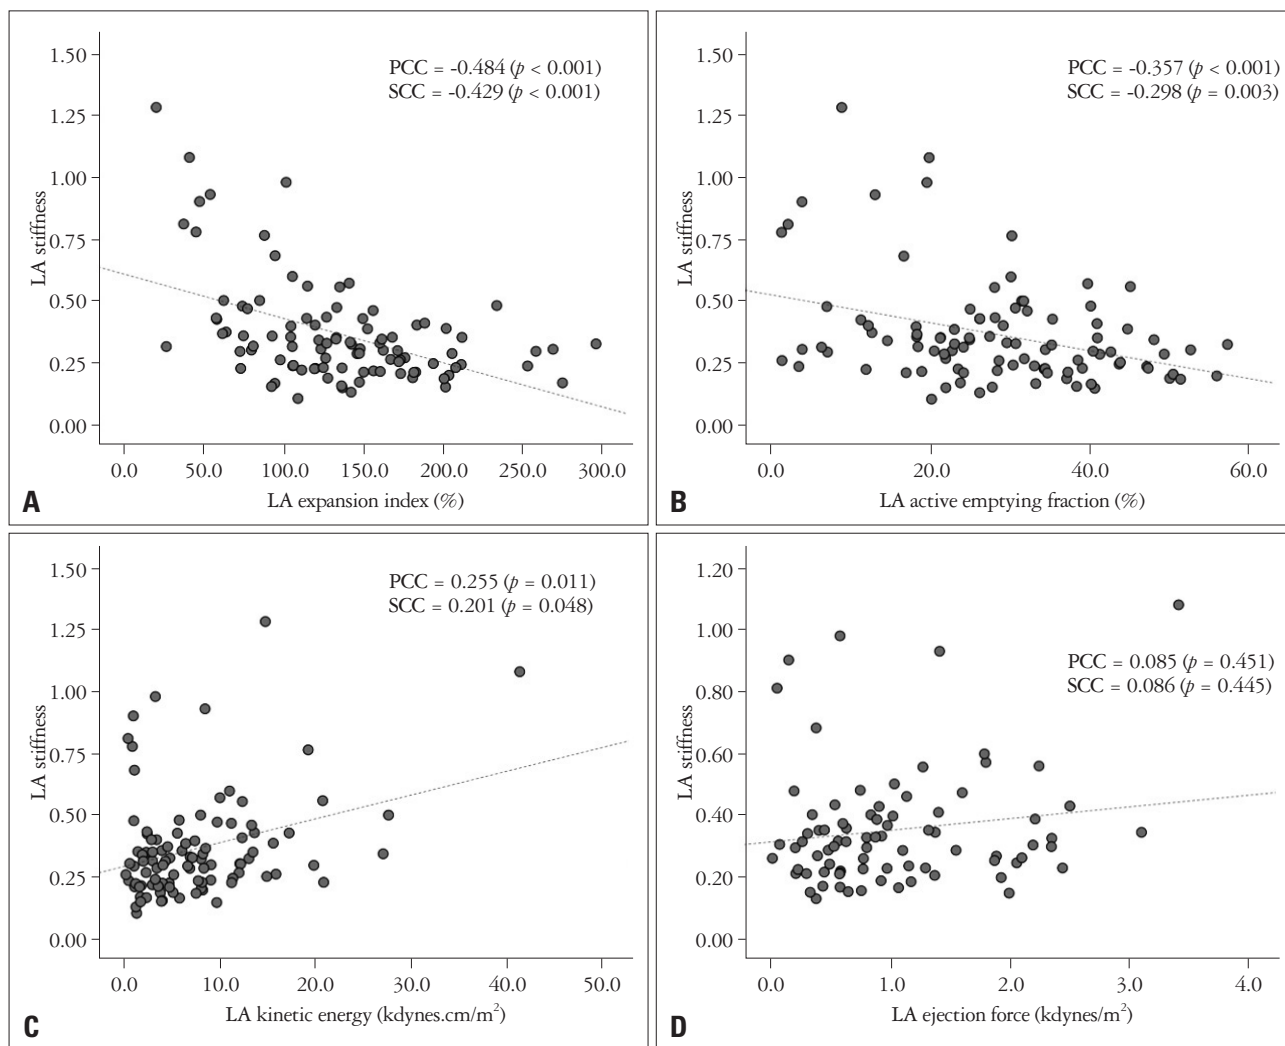 1.50
PCC = -0.484 (p < 0.001)
SCC = -0.429 (p < 0.001)
1.25
1.00
LA stiffness
0.75
0.50
0.25
0.00
0.0 50.0 100.0 150.0 200.0 250.0 300.0
A LA expansion index (%)
1.50
PCC = -0.357 (p < 0.001)
SCC = -0.298 (p = 0.003)
1.25
1.00
LA stiffness
0.75
0.50
0.25
0.00
0.0 20.0 40.0 60.0
B LA active emptying fraction (%)
1.50
PCC = 0.255 (p = 0.011)
SCC = 0.201 (p = 0.048)
1.25
1.00
LA stiffness
0.75
0.50
0.25
0.00
0.0 10.0 20.0 30.0 40.0 50.0
C LA kinetic energy (kdynes.cm/m²)
1.20
1.00
PCC = 0.085 (p = 0.451)
SCC = 0.086 (p = 0.445)
0.80
LA stiffness
0.60
0.40
0.20
0.00
0.0 1.0 2.0 3.0 4.0
D LA ejection force (kdynes/m²)